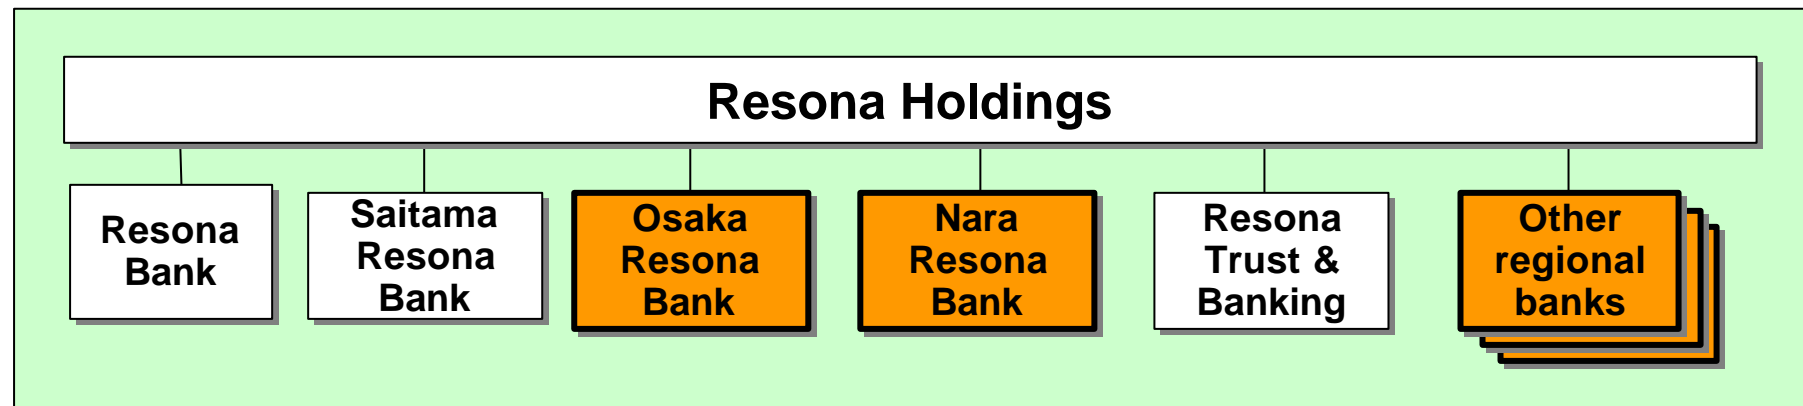 Resona Holdings
Resona
Bank
Saitama
Resona
Bank
Osaka
Resona
Bank
Nara
Resona
Bank
Resona
Trust &
Banking
Other
regional
banks